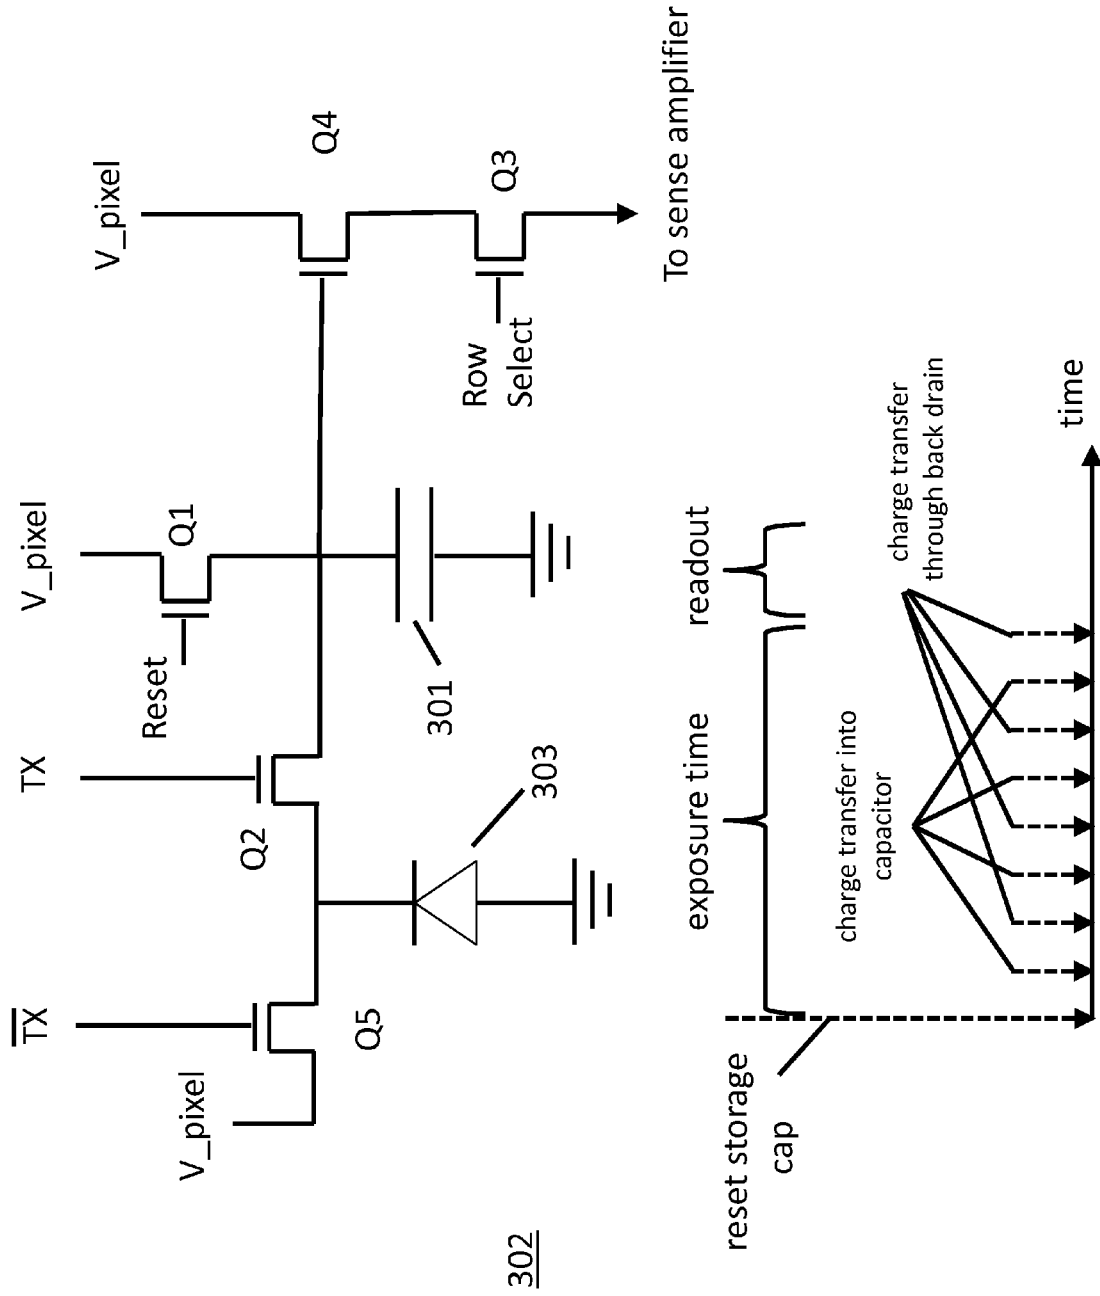 302
V_pixel
TX
Q5
303
Q2
TX
Reset
V_pixel
Q1
301
V_pixel
Q4
Row
Select
Q3
To sense amplifier
reset storage
cap
exposure time
readout
charge transfer into
capacitor
charge transfer
through back drain
time